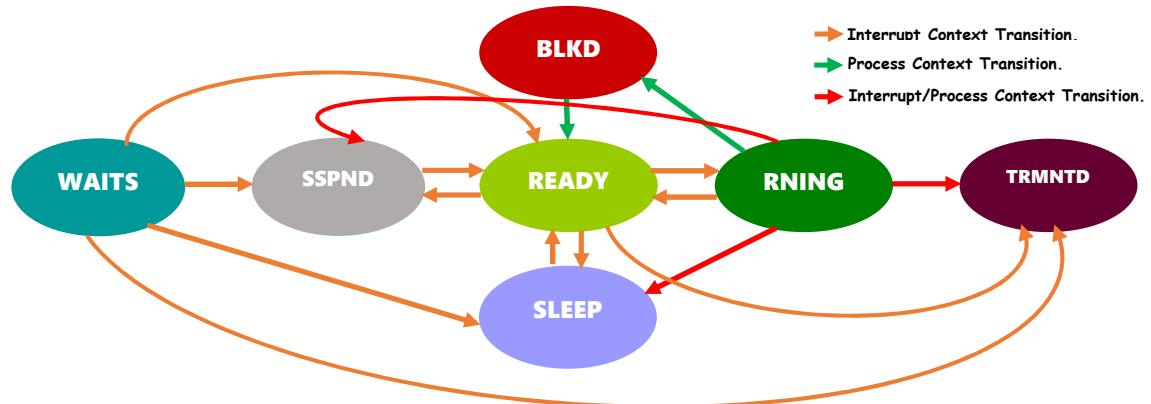 BLKD
Interrupt Context Transition.
Process Context Transition.
Interrupt/Process Context Transition.
WAITS
SSPND
READY
RNING
TRMNTD
SLEEP